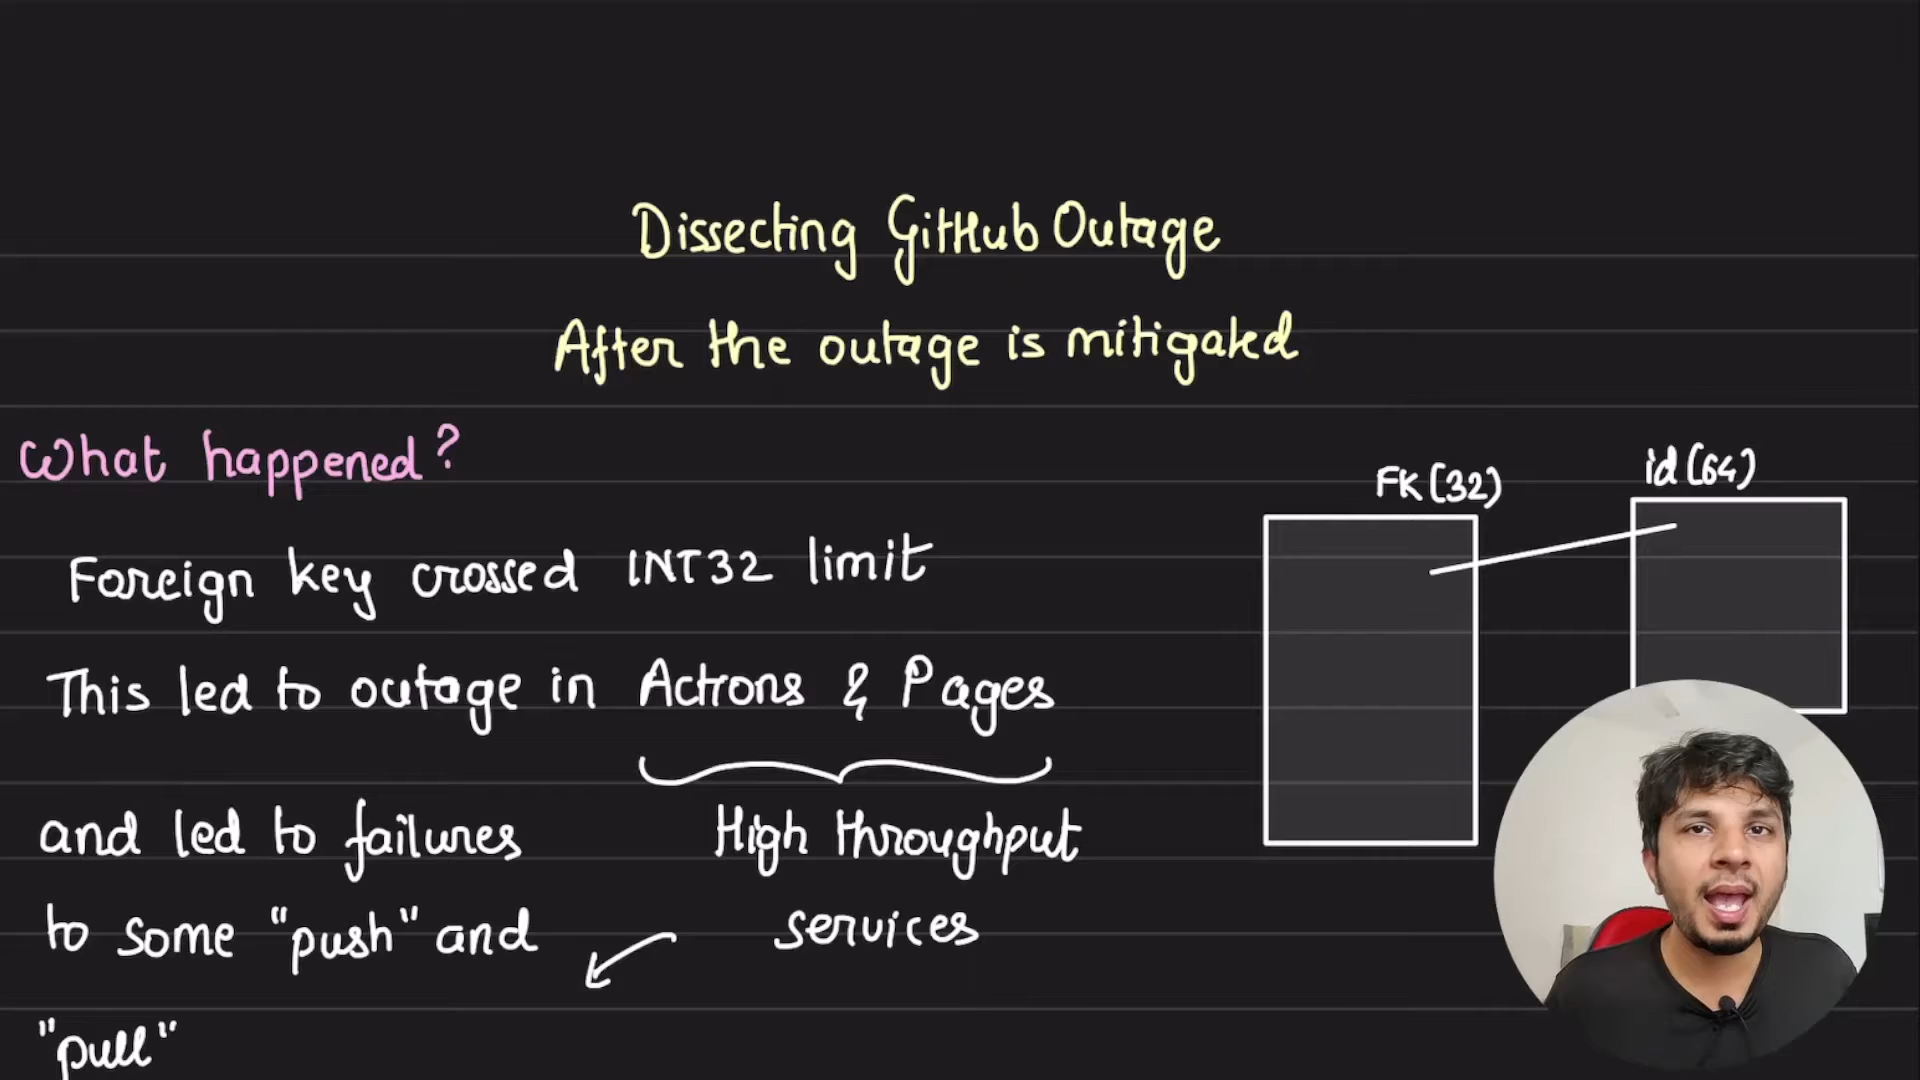 Dissecting GitHub Outage
After the outage is mitigated
What happened?
FK(32)
id(64)
Foreign key crossed INT32 limit
This led to outage in Actions & Pages
and led to failures
High throughput
to some "push" and
services
"pull"